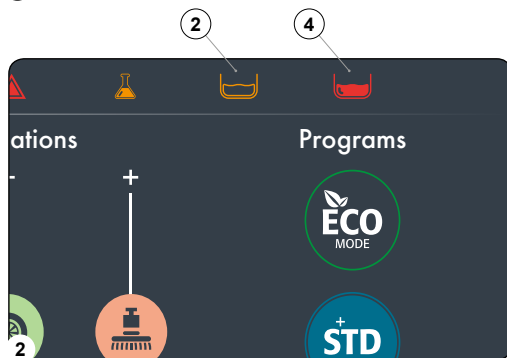 2 4
ations Programs
- +
ECO
MODE
2
+
STD